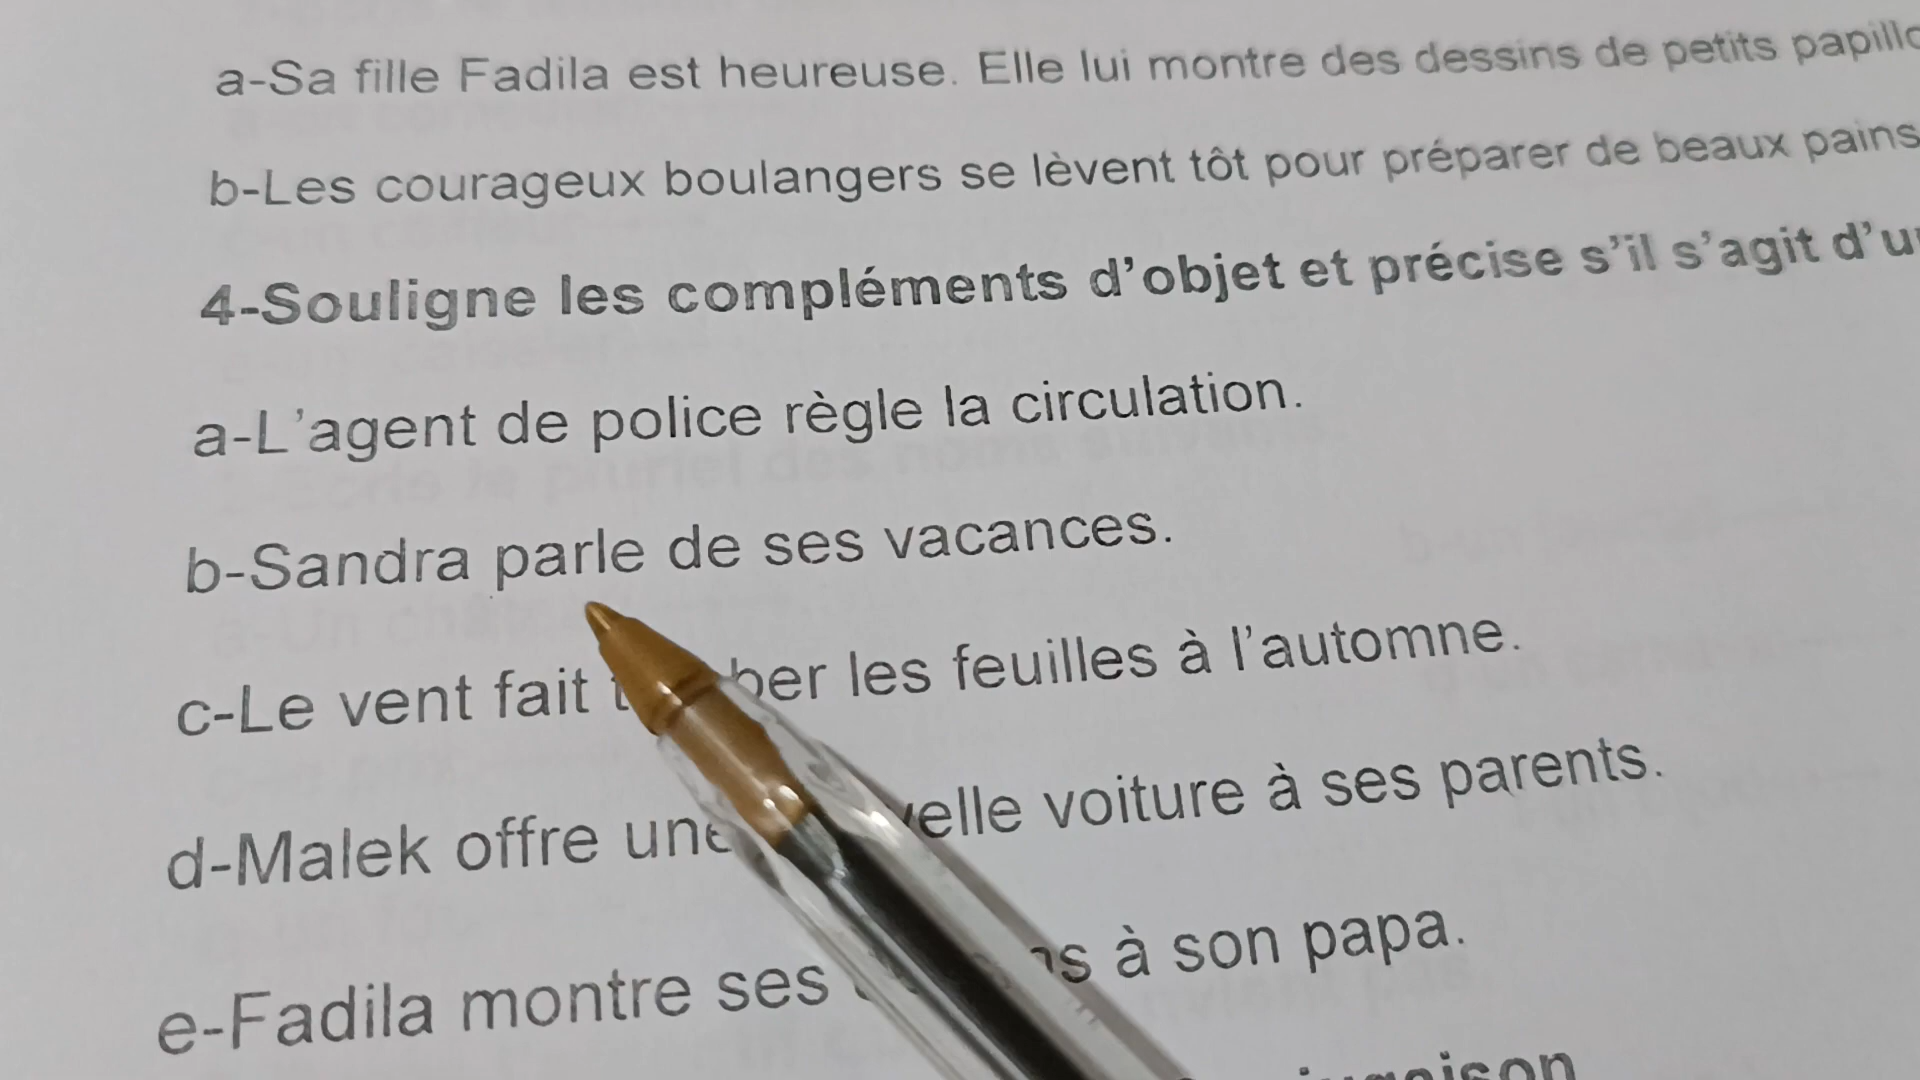 a-Sa fille Fadila est heureuse. Elle lui montre des dessins de petits
b-Les courageux boulangers se lèvent tôt pour préparer de beaux pains
4-Souligne les compléments d'objet et précise s'il s'agit
a-L'agent de police règle la circulation.
b-Sandra parle de ses vacances.
c-Le vent fait les feuilles à l'automne.
d-Malek offre voiture à ses parents.
e-Fadila montre ses à son papa.